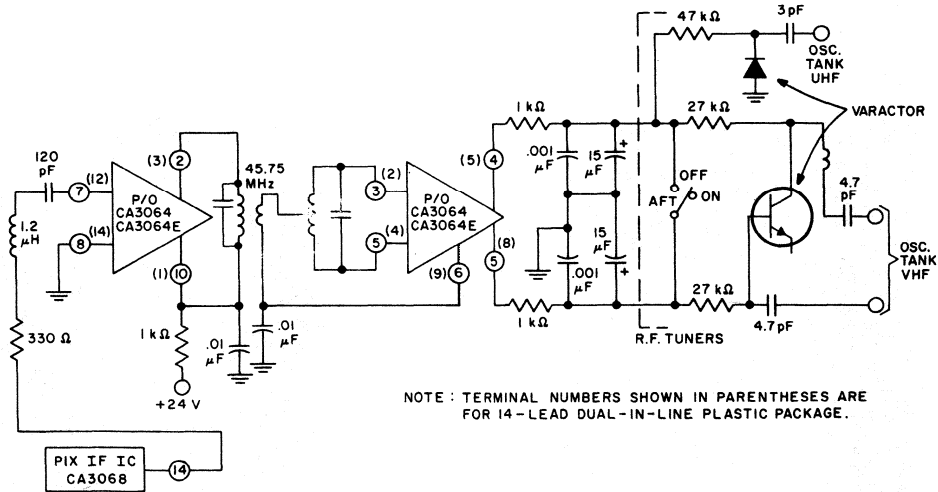 47 kΩ
3 pF
OSC.
TANK
UHF
VARACTOR
1 kΩ
27 kΩ
(3)
2
(5)
4
.001
µF
15
µF
+
OFF
AFT
ON
4.7
pF
120
pF
7
(12)
P/O
CA3064
CA3064E
45.75
MHz
3
(2)
P/O
CA3064
CA3064E
1.2
µH
8
(14)
5
(4)
(8)
5
15
µF
+
OSC.
TANK
VHF
(1)
10
(9)
6
.001
µF
27 kΩ
330 Ω
1 kΩ
.01
µF
.01
µF
1 kΩ
4.7 pF
R.F. TUNERS
+24 V
NOTE : TERMINAL NUMBERS SHOWN IN PARENTHESES ARE
FOR 14-LEAD DUAL-IN-LINE PLASTIC PACKAGE.
PIX IF IC
CA3068
14